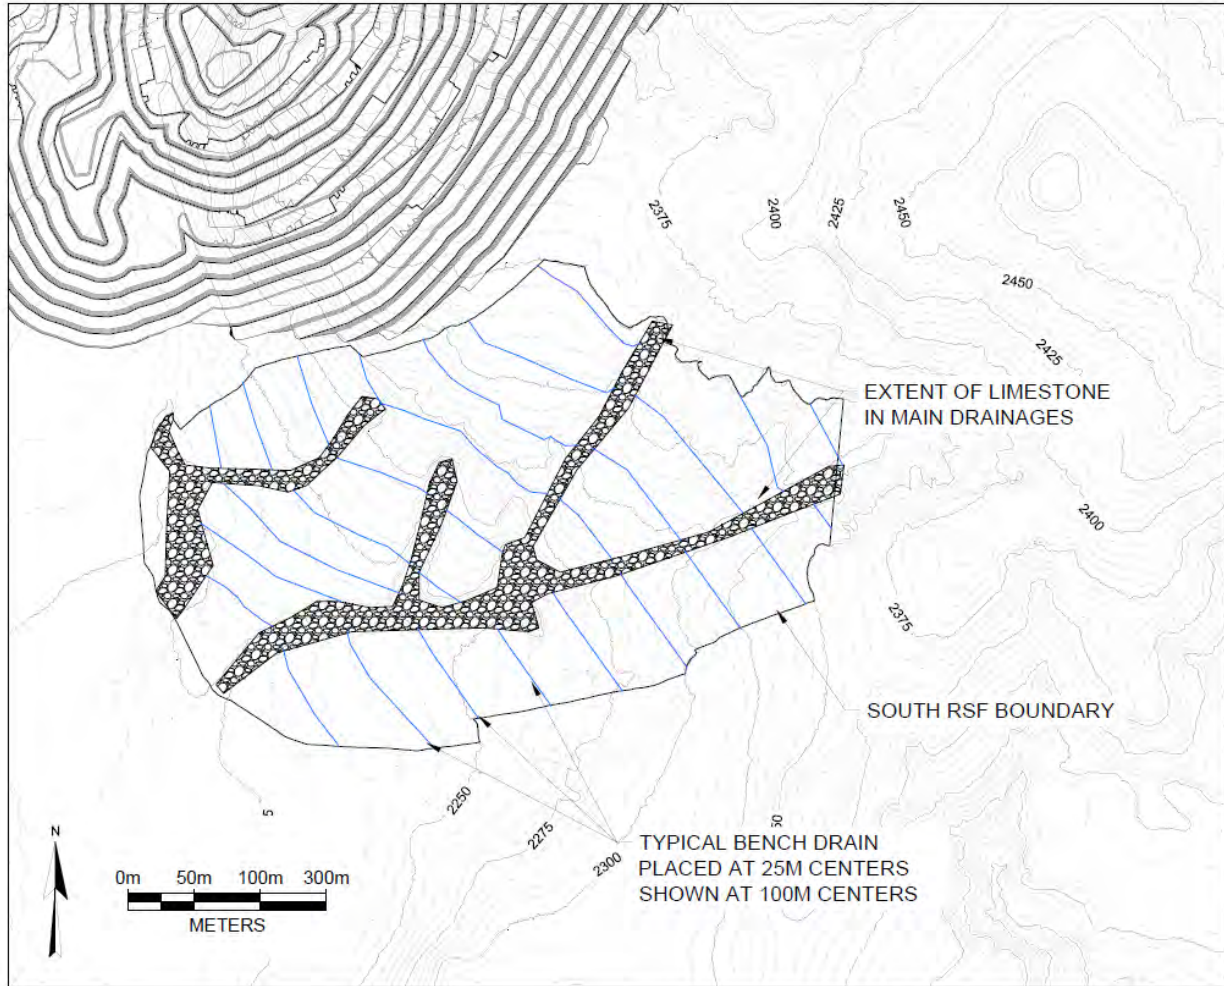 2375
2400
2425
2450
2450
2425
EXTENT OF LIMESTONE
IN MAIN DRAINAGES
2400
2375
SOUTH RSF BOUNDARY
2250
5
2275
50
2300
TYPICAL BENCH DRAIN
PLACED AT 25M CENTERS
SHOWN AT 100M CENTERS
N
0m 50m 100m 300m
METERS